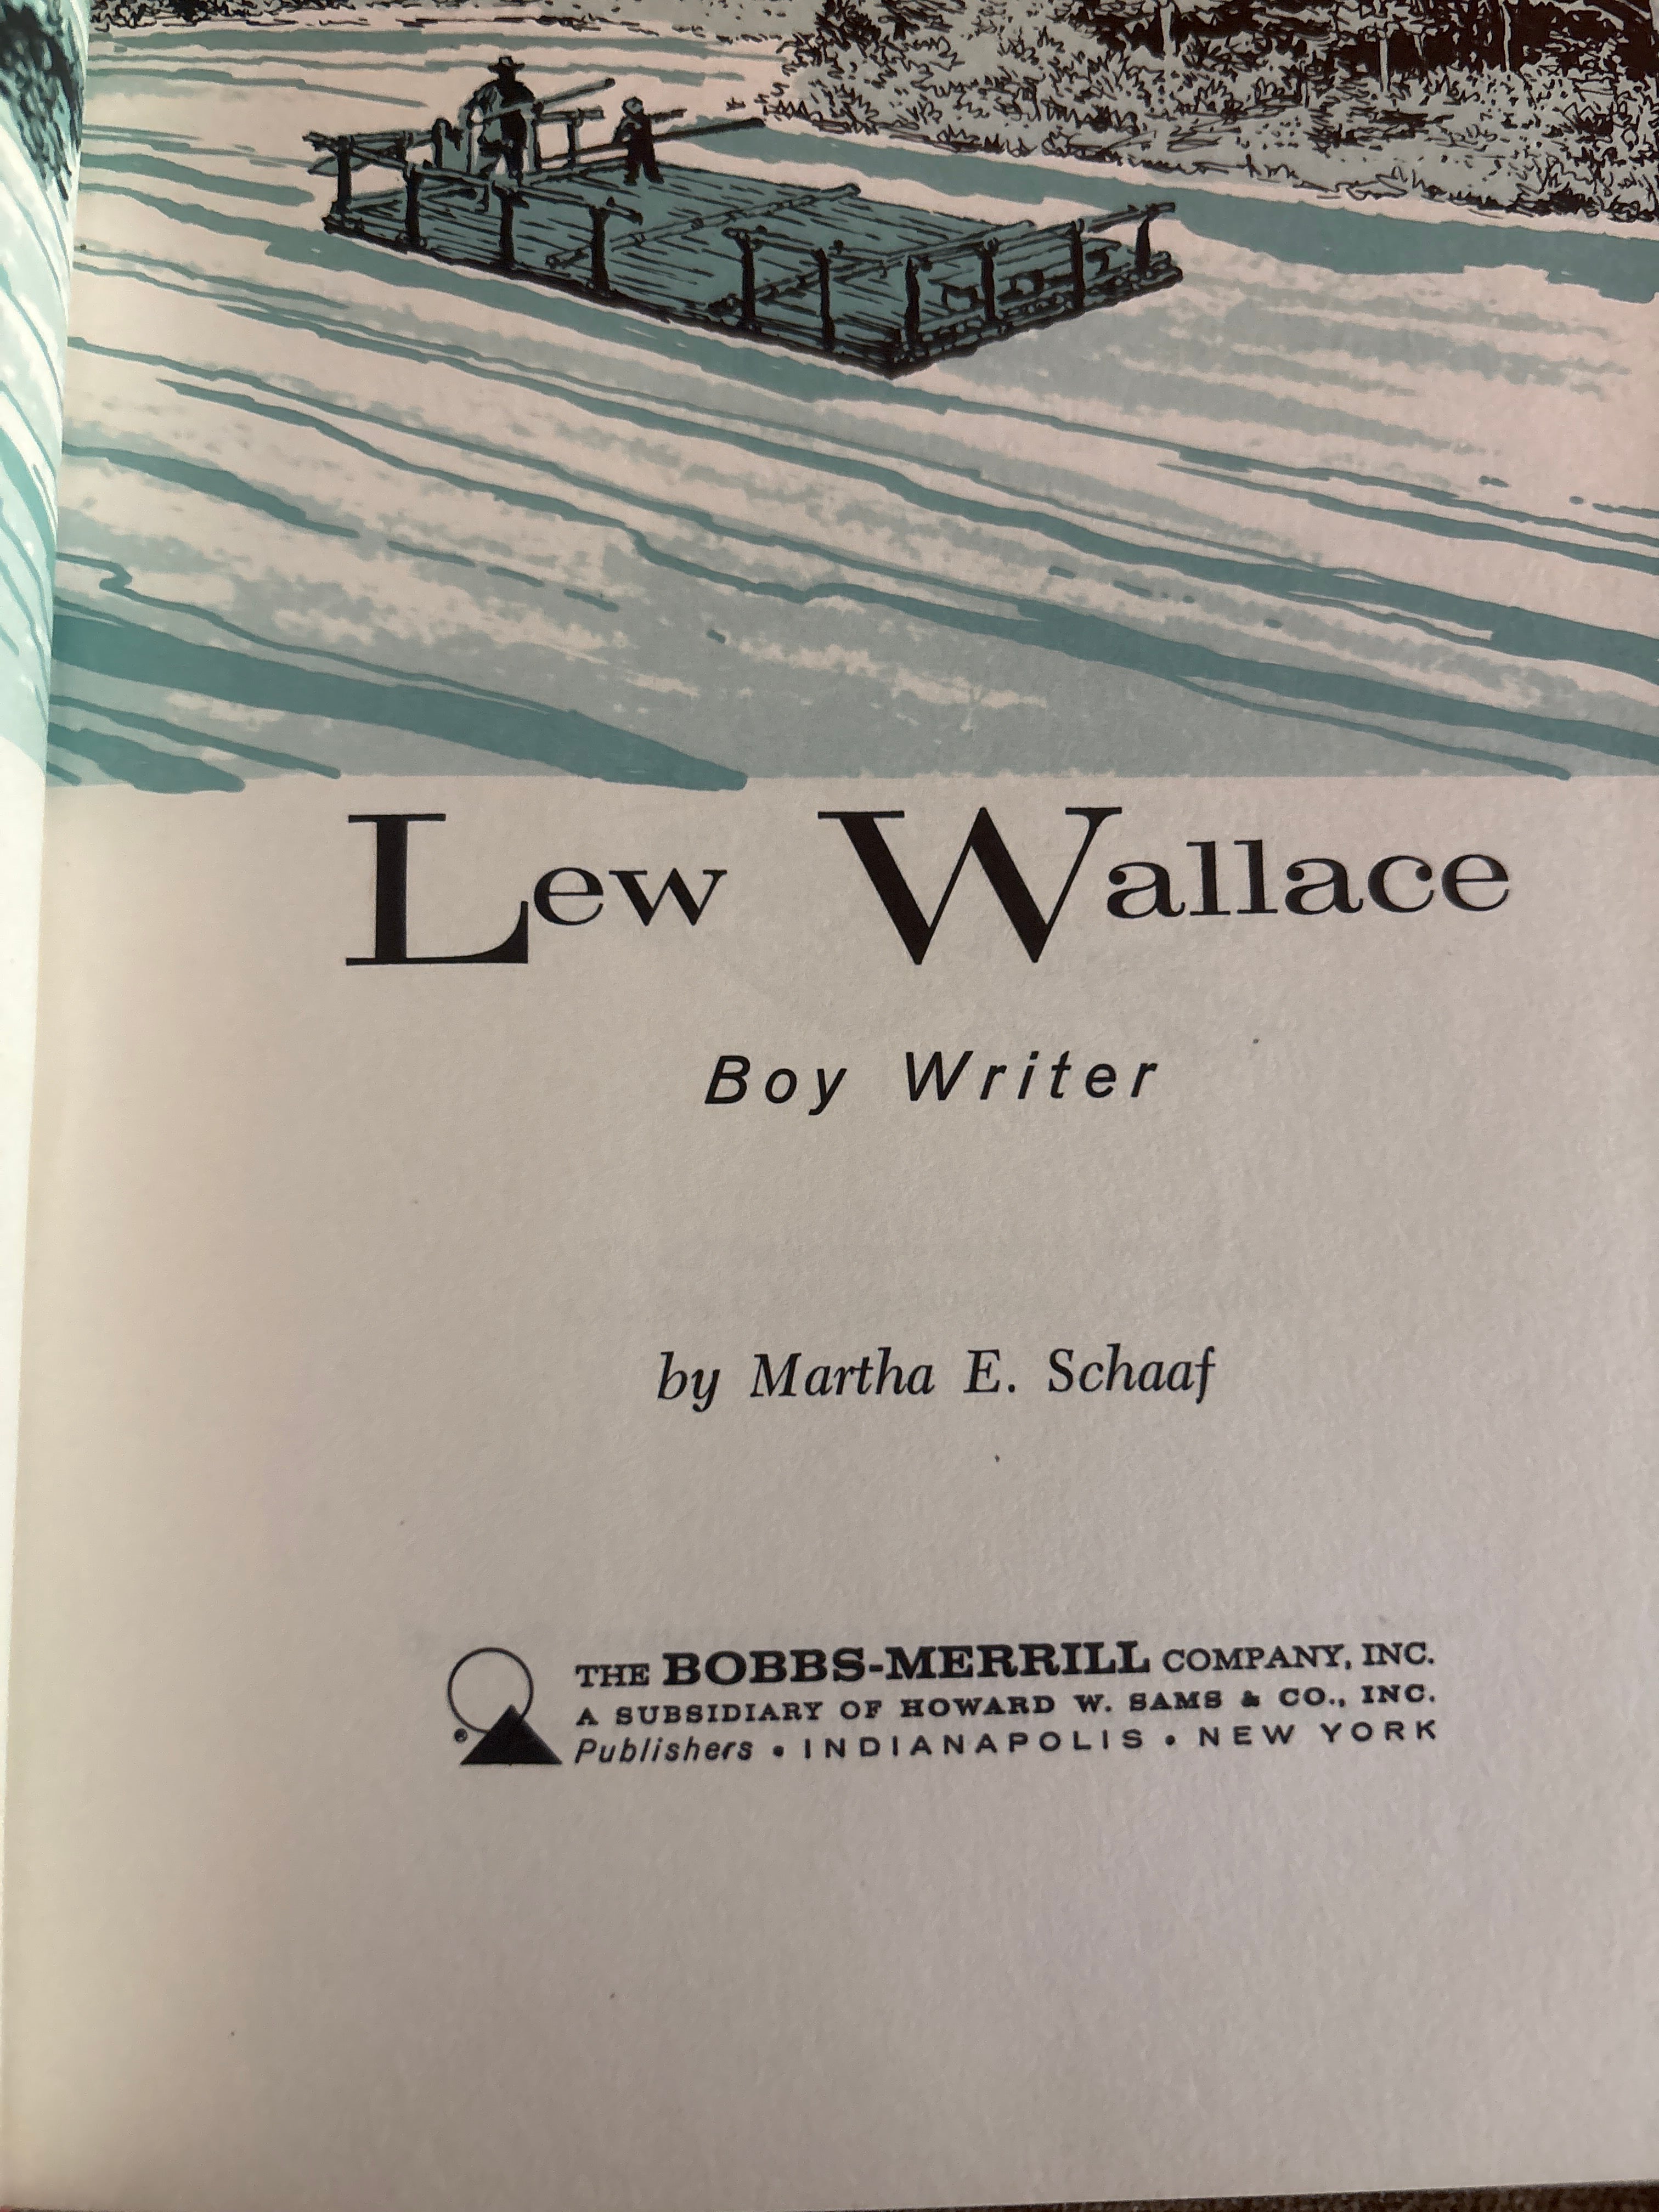 Lew Wallace
Boy Writer
by Martha E. Schaaf
THE BOBBS-MERRILL COMPANY, INC.
A SUBSIDIARY OF HOWARD W. SAMS & CO., INC.
Publishers • INDIANAPOLIS • NEW YORK